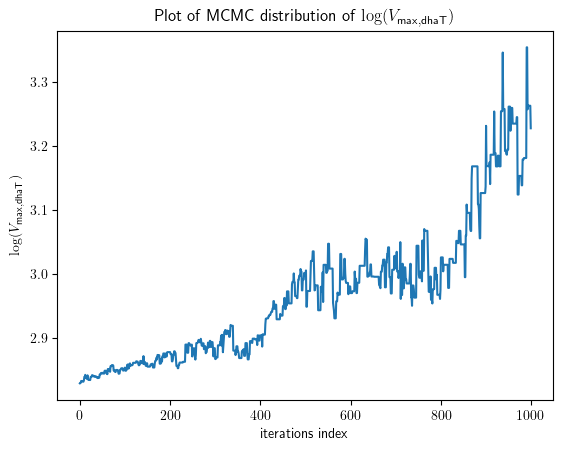 Plot of MCMC distribution of log(V_max,dhaT)
log(V_max,dhaT)
3.3
3.2
3.1
3.0
2.9
0 200 400 600 800 1000
iterations index